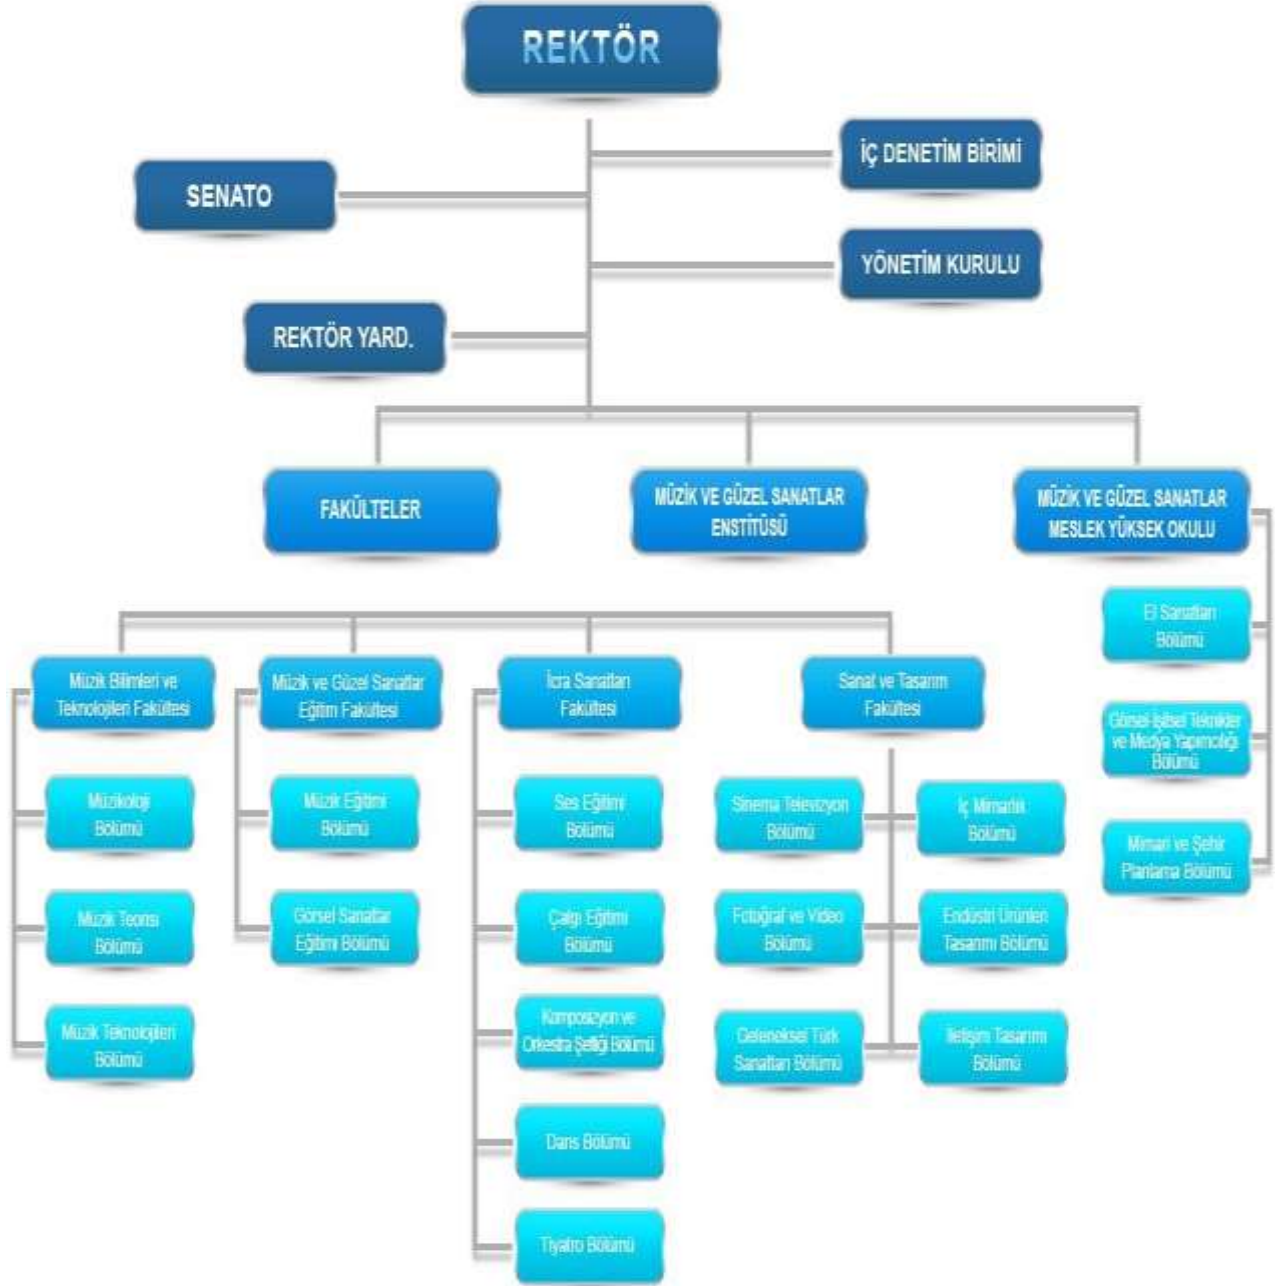 REKTÖR
İÇ DENETİM BİRİMİ
SENATO
YÖNETİM KURULU
REKTÖR YARD.
FAKÜLTELER
MÜZİK VE GÜZEL SANATLAR
ENSTİTÜSÜ
MÜZİK VE GÜZEL SANATLAR
MESLEK YÜKSEK OKULU
El Sanatları
Bölümü
Görsel İşitsel Teknikler
ve Medya Yapımcılığı
Bölümü
Mimari ve Şehir
Planlama Bölümü
Müzik Bilimleri ve
Teknolojileri Fakültesi
Müzikoloji
Bölümü
Müzik Teorisi
Bölümü
Müzik Teknolojileri
Bölümü
Müzik ve Güzel Sanatlar
Eğitim Fakültesi
Müzik Eğitimi
Bölümü
Görsel Sanatlar
Eğitimi Bölümü
İcra Sanatları
Fakültesi
Ses Eğitimi
Bölümü
Çalgı Eğitimi
Bölümü
Kompozisyon ve
Orkestra Şefliği Bölümü
Dans Bölümü
Tiyatro Bölümü
Sanat ve Tasarım
Fakültesi
Sinema Televizyon
Bölümü
İç Mimarlık
Bölümü
Fotoğraf ve Video
Bölümü
Endüstri Ürünleri
Tasarımı Bölümü
Geleneksel Türk
Sanatları Bölümü
İletişim Tasarımı
Bölümü